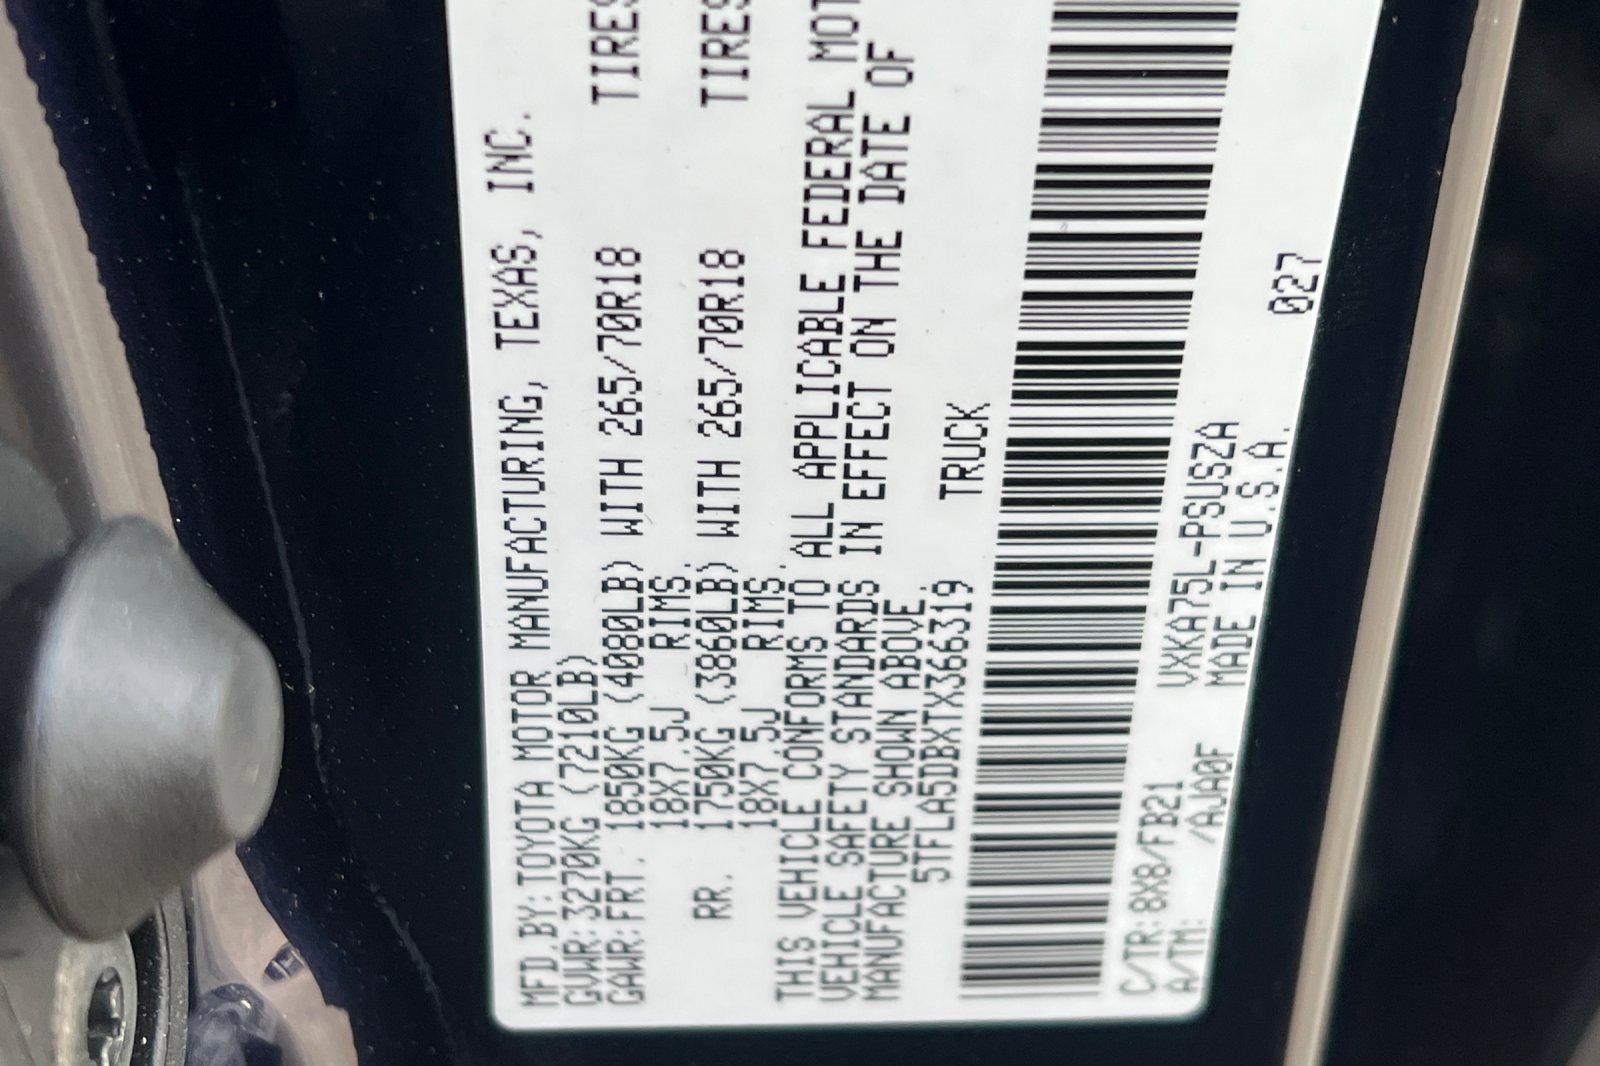 MFD.BY:TOYOTA MOTOR MANUFACTURING, TEXAS, INC.
GVWR:3270KG (7210LB)
GAWR:FRT. 1850KG (4080LB) WITH 265/70R18 TIRES
18X7.5J RIMS,
RR. 1750KG (3860LB) WITH 265/70R18 TIRES
18X7.5J RIMS.
THIS VEHICLE CONFORMS TO ALL APPLICABLE FEDERAL MOT
VEHICLE SAFETY STANDARDS IN EFFECT ON THE DATE OF
MANUFACTURE SHOWN ABOVE.
5TFLA5DBXTX366319 TRUCK
C/TR:8X8/FB21 VXKA75L-PSUSZA 027
A/TM: /AJA0F MADE IN U.S.A.